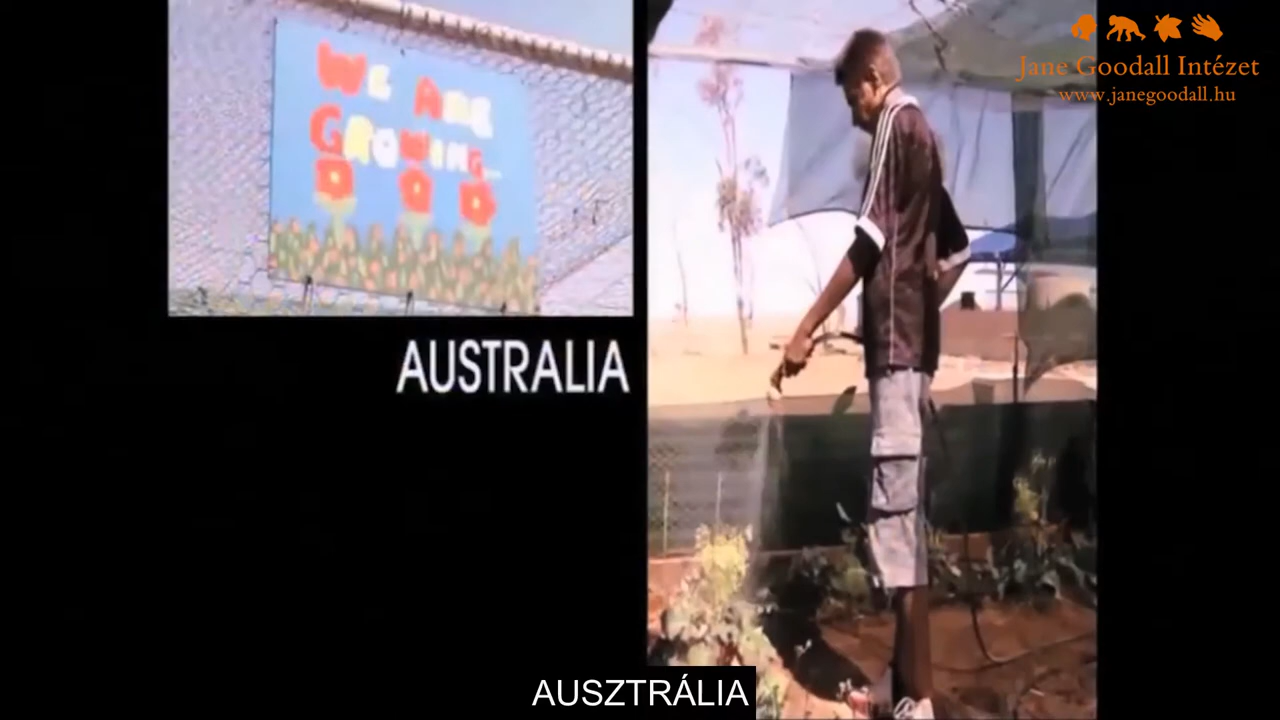 WE ARE
GROWING...
Jane Goodall Intézet
www.janegoodall.hu
AUSTRALIA
AUSZTRÁLIA